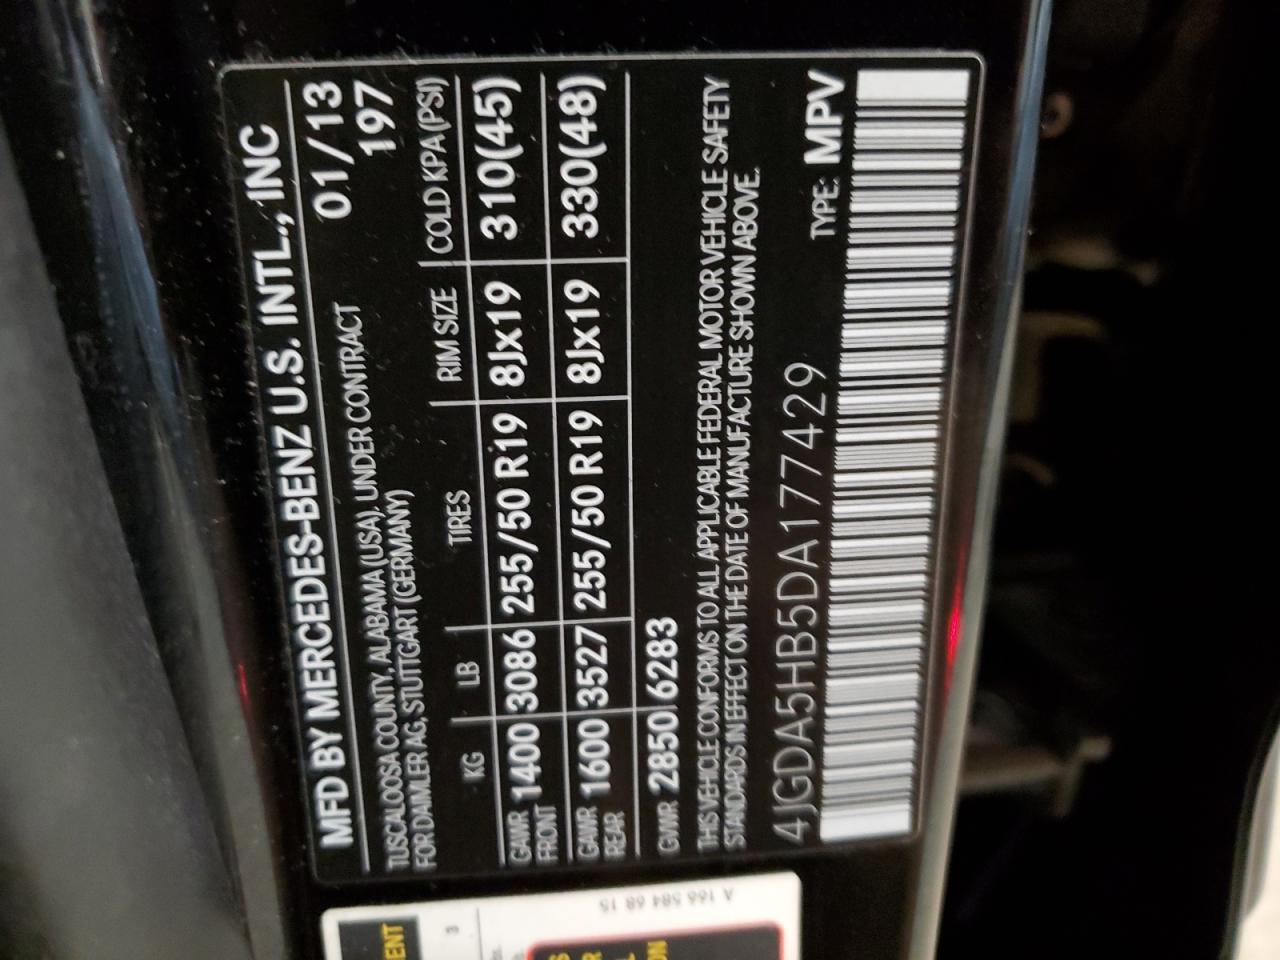 MFD BY MERCEDES-BENZ U.S. INTL., INC
TUSCALOOSA COUNTY, ALABAMA (USA), UNDER CONTRACT 01/13
FOR DAIMLER AG, STUTTGART (GERMANY) 197
KG LB TIRES RIM SIZE COLD KPA (PSI)
GAWR FRONT 1400 3086 255/50 R19 8Jx19 310(45)
GAWR REAR 1600 3527 255/50 R19 8Jx19 330(48)
GVWR 2850 6283
THIS VEHICLE CONFORMS TO ALL APPLICABLE FEDERAL MOTOR VEHICLE SAFETY
STANDARDS IN EFFECT ON THE DATE OF MANUFACTURE SHOWN ABOVE.
4JGDA5HB5DA177429 TYPE: MPV
A 166 584 68 15